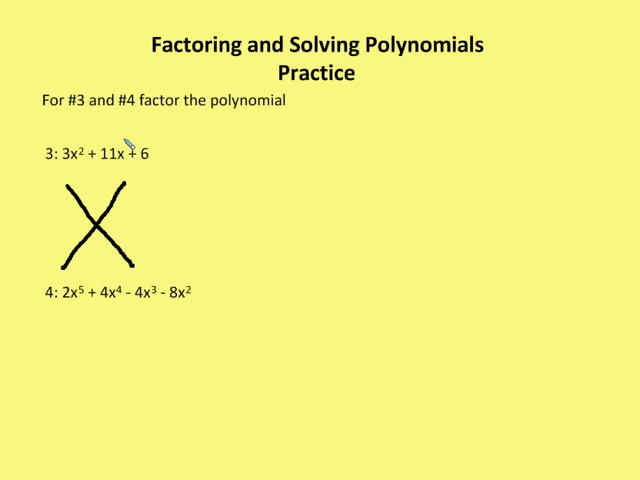 Factoring and Solving Polynomials
Practice
For #3 and #4 factor the polynomial
3: 3x² + 11x + 6
4: 2x⁵ + 4x⁴ - 4x³ - 8x²